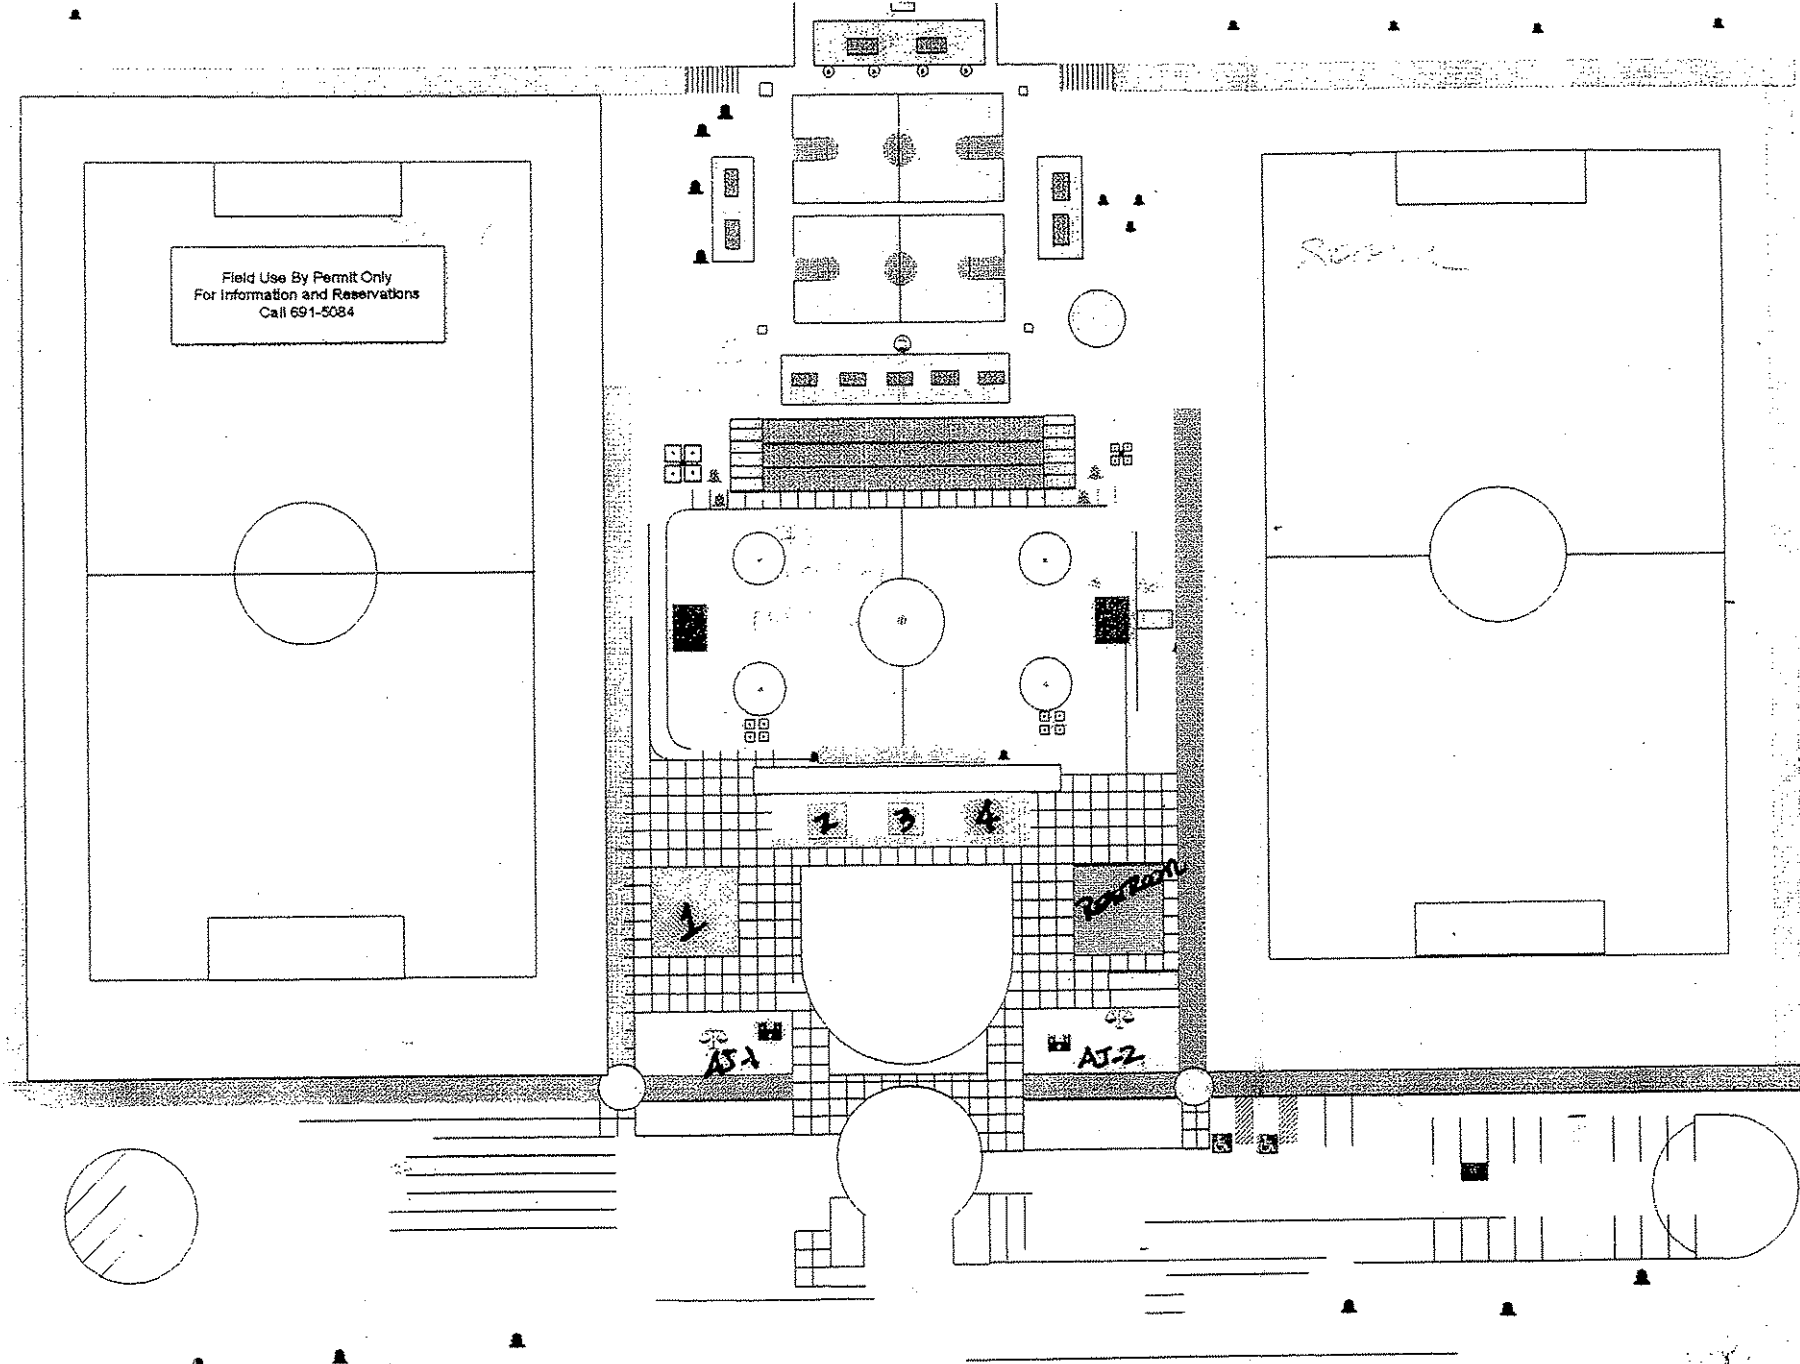 Field Use By Permit Only
For Information and Reservations
Call 691-5084
2 3 4
1
RESTROOM
AJ-1
AJ-2